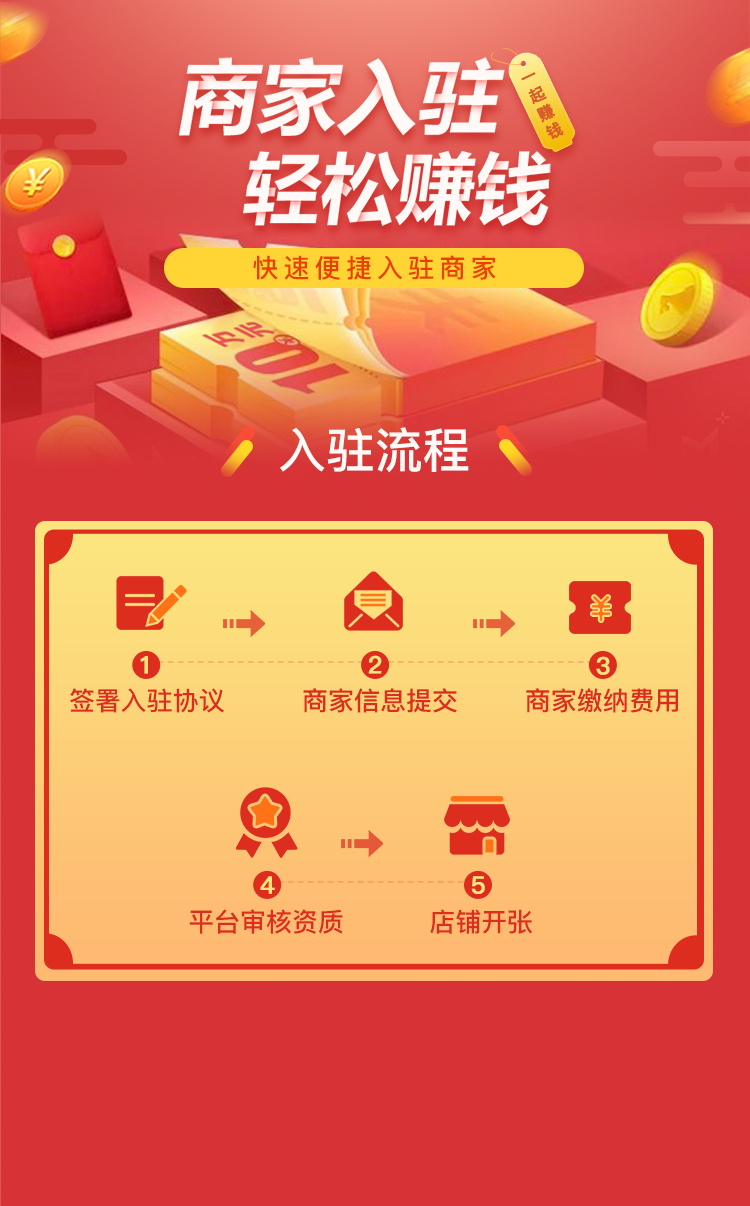 商家入驻
一起赚钱
轻松赚钱
快速便捷入驻商家
10
入驻流程
1
2
3
签署入驻协议
商家信息提交
商家缴纳费用
4
5
平台审核资质
店铺开张